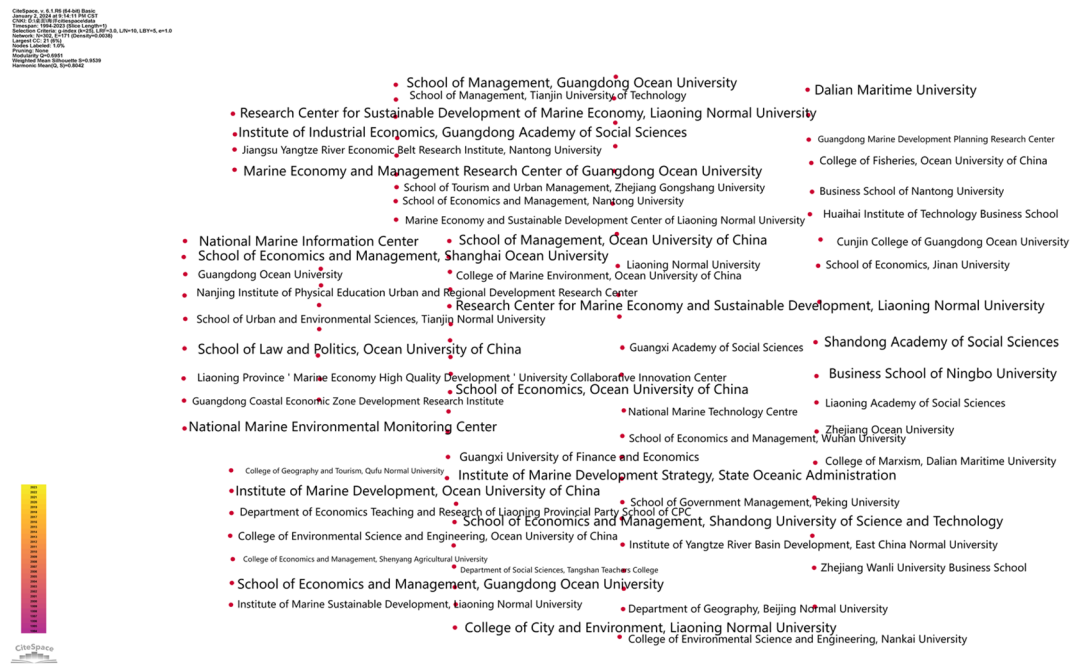 CiteSpace, v. 6.1.R6 (64-bit) Basic
January 2, 2024 at 9:14:11 PM CST
Timespan: 1994-2023 (Slice Length=1)
Selection Criteria: g-index (k=25), LRF=3.0, L/N=10, LBY=5, e=1.0
Network: N=302, E=171 (Density=0.0038)
Largest CC: 21 (6%)
Nodes Labeled: 1.0%
Pruning: None
Modularity Q=0.6951
Weighted Mean Silhouette S=0.9539
Harmonic Mean(Q, S)=0.8042
School of Management, Guangdong Ocean University
Dalian Maritime University
School of Management, Tianjin University of Technology
Research Center for Sustainable Development of Marine Economy, Liaoning Normal University
Institute of Industrial Economics, Guangdong Academy of Social Sciences
Guangdong Marine Development Planning Research Center
Jiangsu Yangtze River Economic Belt Research Institute, Nantong University
College of Fisheries, Ocean University of China
Marine Economy and Management Research Center of Guangdong Ocean University
School of Tourism and Urban Management, Zhejiang Gongshang University
Business School of Nantong University
School of Economics and Management, Nantong University
Huaihai Institute of Technology Business School
Marine Economy and Sustainable Development Center of Liaoning Normal University
National Marine Information Center
School of Management, Ocean University of China
Cunjin College of Guangdong Ocean University
School of Economics and Management, Shanghai Ocean University
Liaoning Normal University
School of Economics, Jinan University
Guangdong Ocean University
College of Marine Environment, Ocean University of China
Nanjing Institute of Physical Education Urban and Regional Development Research Center
Research Center for Marine Economy and Sustainable Development, Liaoning Normal University
School of Urban and Environmental Sciences, Tianjin Normal University
Shandong Academy of Social Sciences
School of Law and Politics, Ocean University of China
Guangxi Academy of Social Sciences
Business School of Ningbo University
Liaoning Province ' Marine Economy High Quality Development ' University Collaborative Innovation Center
School of Economics, Ocean University of China
Guangdong Coastal Economic Zone Development Research Institute
Liaoning Academy of Social Sciences
National Marine Technology Centre
National Marine Environmental Monitoring Center
Zhejiang Ocean University
School of Economics and Management, Wuhan University
Guangxi University of Finance and Economics
College of Marxism, Dalian Maritime University
College of Geography and Tourism, Qufu Normal University
Institute of Marine Development Strategy, State Oceanic Administration
Institute of Marine Development, Ocean University of China
School of Government Management, Peking University
Department of Economics Teaching and Research of Liaoning Provincial Party School of CPC
School of Economics and Management, Shandong University of Science and Technology
College of Environmental Science and Engineering, Ocean University of China
Institute of Yangtze River Basin Development, East China Normal University
College of Economics and Management, Shenyang Agricultural University
Department of Social Sciences, Tangshan Teachers College
Zhejiang Wanli University Business School
School of Economics and Management, Guangdong Ocean University
Institute of Marine Sustainable Development, Liaoning Normal University
Department of Geography, Beijing Normal University
College of City and Environment, Liaoning Normal University
College of Environmental Science and Engineering, Nankai University
CiteSpace